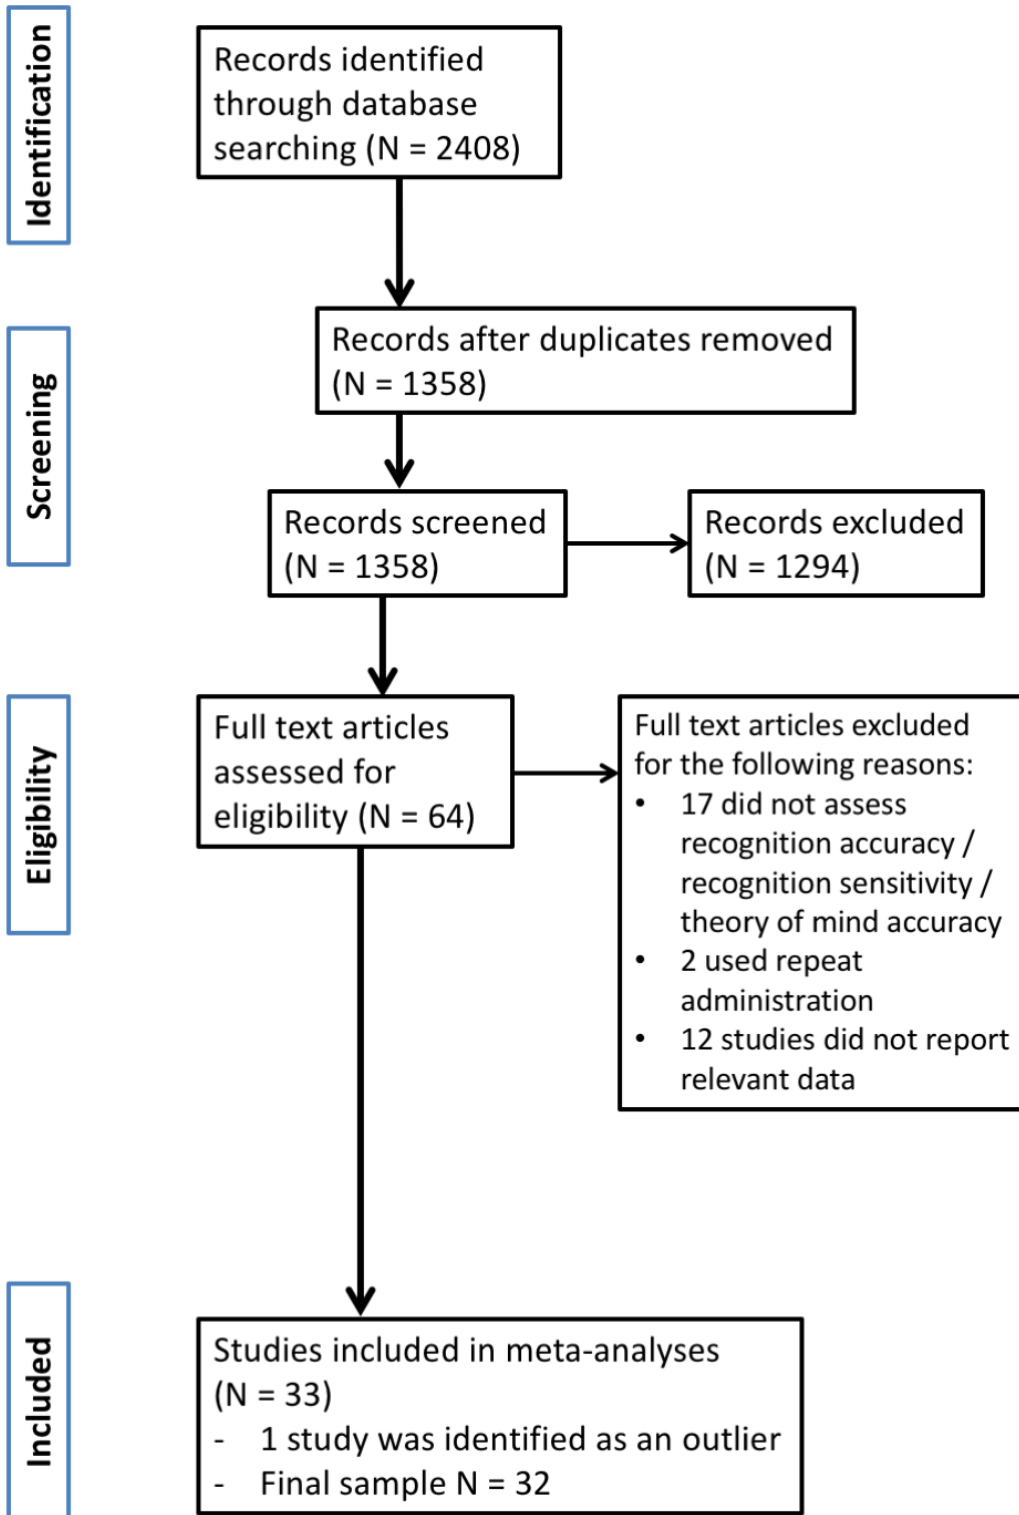 Identification
Records identified
through database
searching (N = 2408)
Screening
Records after duplicates removed
(N = 1358)
Records screened
(N = 1358)
Records excluded
(N = 1294)
Eligibility
Full text articles
assessed for
eligibility (N = 64)
Full text articles excluded
for the following reasons:
• 17 did not assess
recognition accuracy /
recognition sensitivity /
theory of mind accuracy
• 2 used repeat
administration
• 12 studies did not report
relevant data
Included
Studies included in meta-analyses
(N = 33)
- 1 study was identified as an outlier
- Final sample N = 32